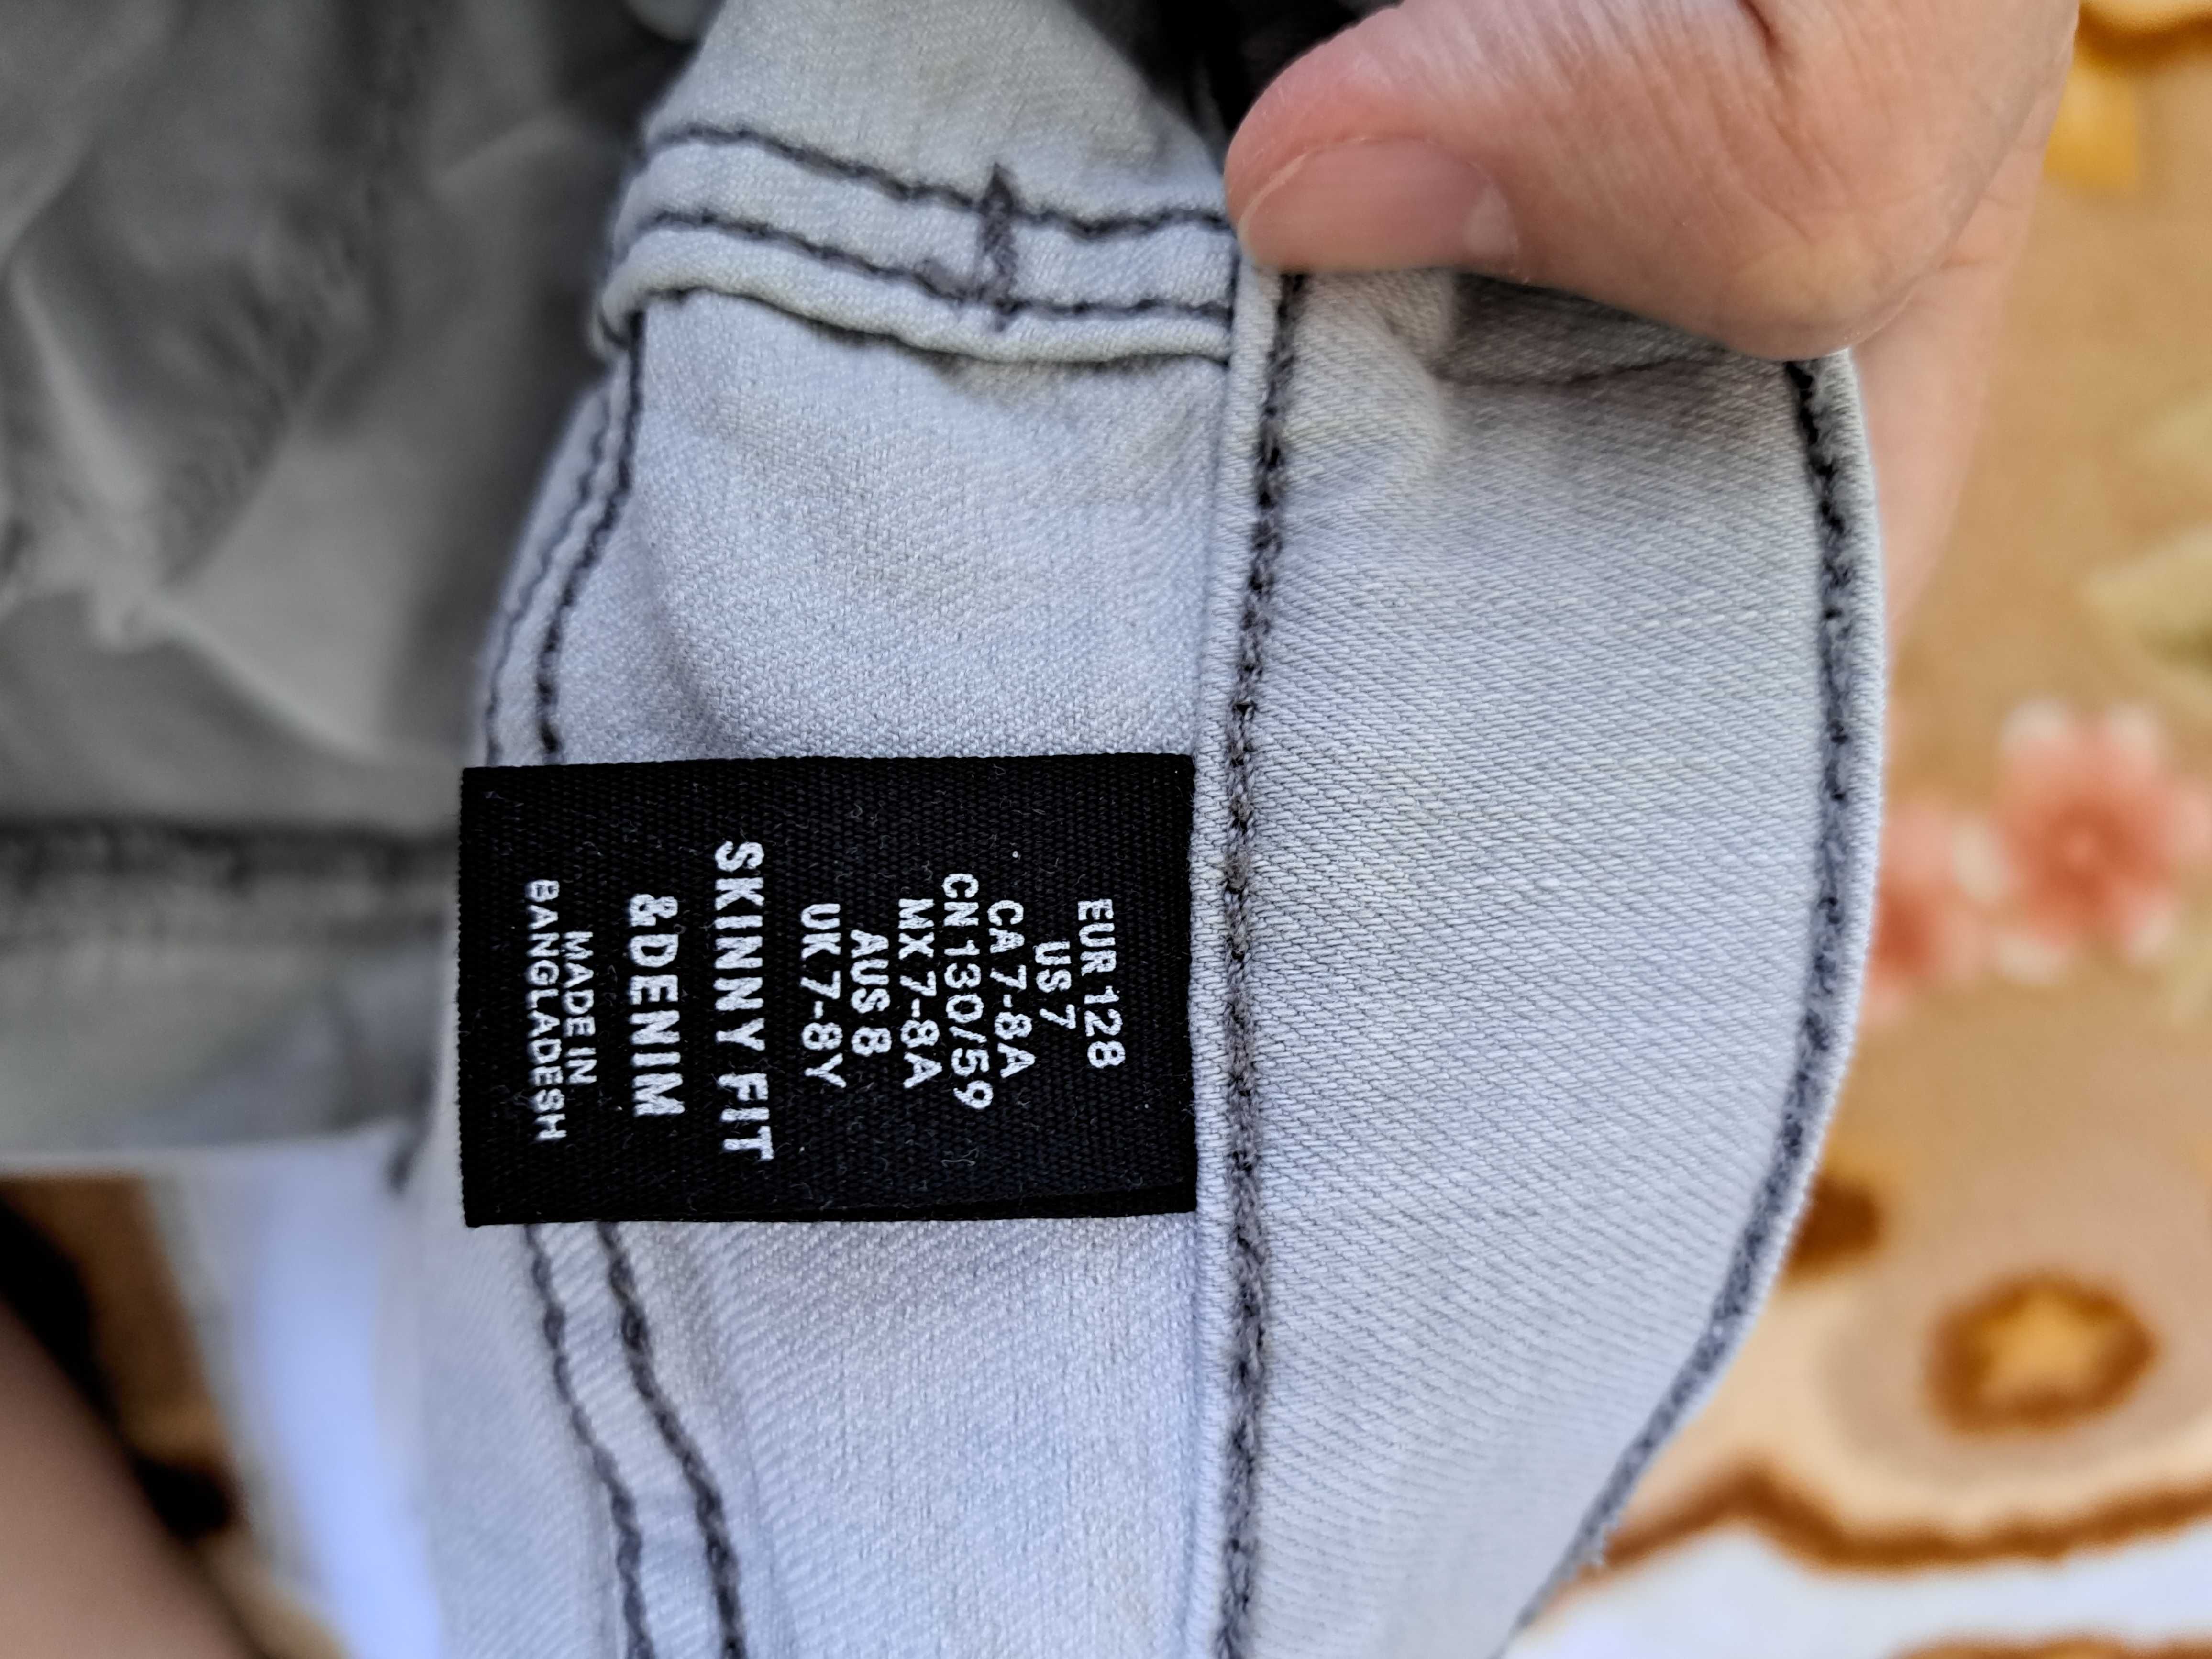 EUR 128
US 7
CA 7-8A
CN 130/59
MX 7-8A
AUS 8
UK 7-8Y
SKINNY FIT
&DENIM
MADE IN
BANGLADESH